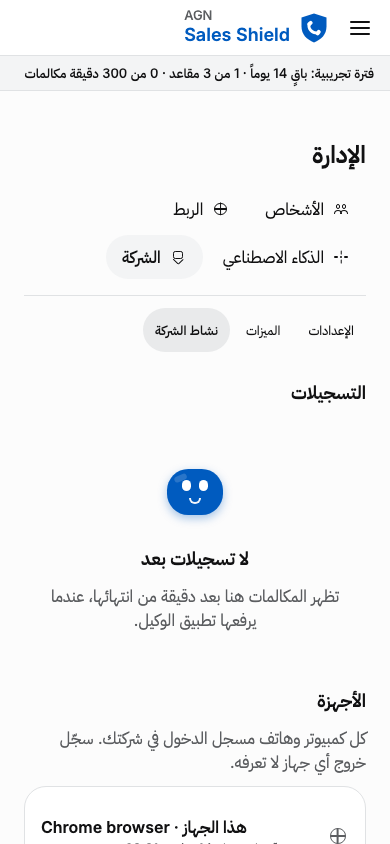 AGN
Sales Shield
فترة تجريبية: باقٍ 14 يوماً · 1 من 3 مقاعد · 0 من 300 دقيقة مكالمات
الإدارة
الأشخاص
الربط
الذكاء الاصطناعي
الشركة
الإعدادات
الميزات
نشاط الشركة
التسجيلات
لا تسجيلات بعد
تظهر المكالمات هنا بعد دقيقة من انتهائها، عندما
يرفعها تطبيق الوكيل.
الأجهزة
كل كمبيوتر وهاتف مسجل الدخول في شركتك. سجّل
خروج أي جهاز لا تعرفه.
هذا الجهاز · Chrome browser